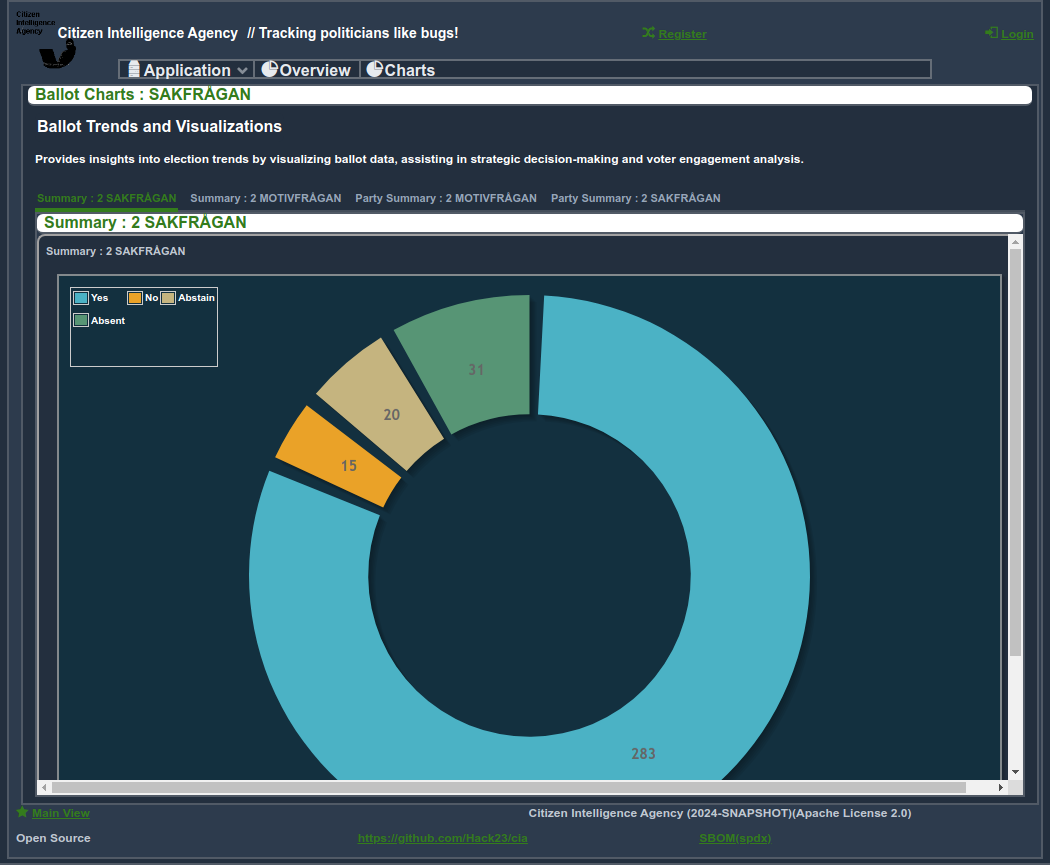 Citizen
Intelligence
Agency
Citizen Intelligence Agency // Tracking politicians like bugs!
Register
Login
Application
Overview
Charts
Ballot Charts : SAKFRÅGAN
Ballot Trends and Visualizations
Provides insights into election trends by visualizing ballot data, assisting in strategic decision-making and voter engagement analysis.
Summary : 2 SAKFRÅGAN
Summary : 2 MOTIVFRÅGAN
Party Summary : 2 MOTIVFRÅGAN
Party Summary : 2 SAKFRÅGAN
Summary : 2 SAKFRÅGAN
Summary : 2 SAKFRÅGAN
Yes
No
Abstain
Absent
31
20
15
283
Main View
Citizen Intelligence Agency (2024-SNAPSHOT)(Apache License 2.0)
Open Source
https://github.com/Hack23/cia
SBOM(spdx)